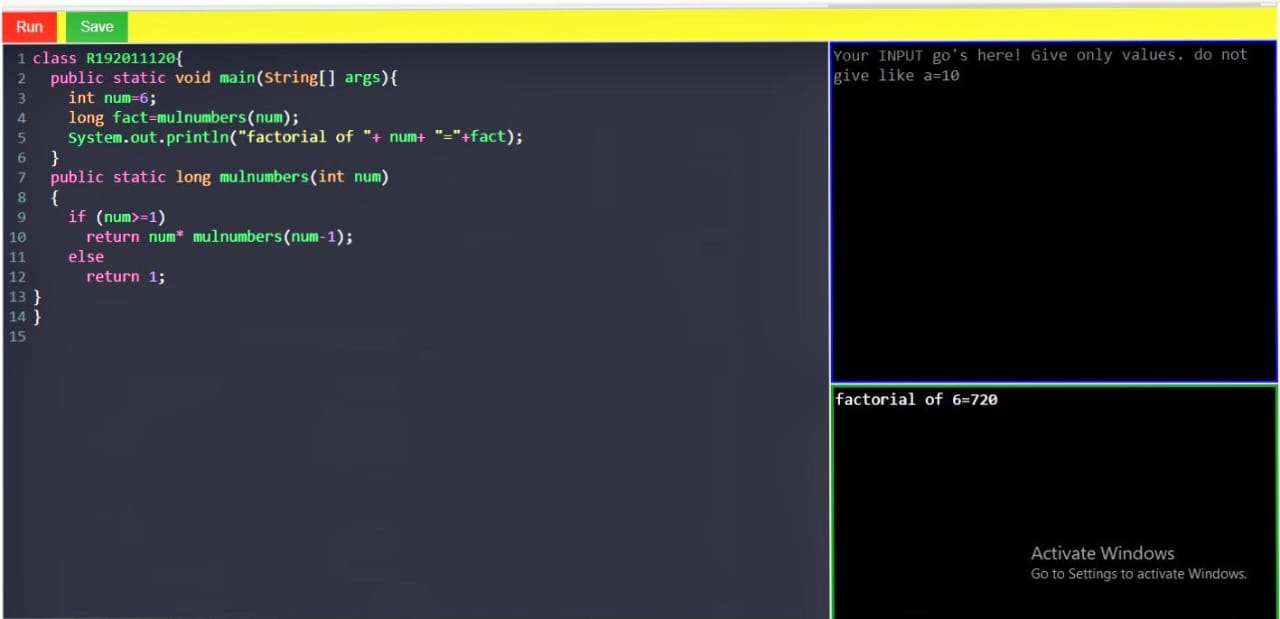 Run Save
1 class R192011120{
2 public static void main(String[] args){
3 int num=6;
4 long fact=mulnumbers(num);
5 System.out.println("factorial of "+ num+ "="+fact);
6 }
7 public static long mulnumbers(int num)
8 {
9 if (num>=1)
10 return num* mulnumbers(num-1);
11 else
12 return 1;
13 }
14 }
15
Your INPUT go's here! Give only values. do not
give like a=10
factorial of 6=720
Activate Windows
Go to Settings to activate Windows.